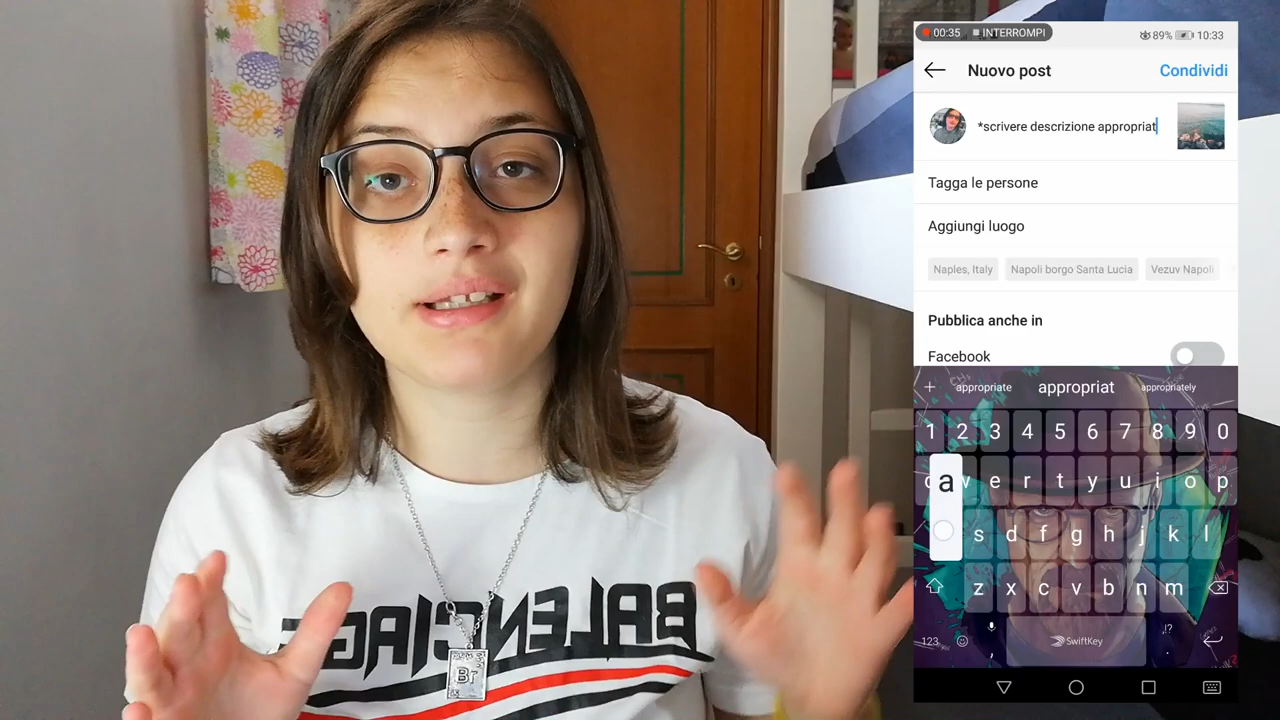 00:35 INTERROMPI 89% 10:33
Nuovo post Condividi
*scrivere descrizione appropriat
Tagga le persone
Aggiungi luogo
Naples, Italy Napoli borgo Santa Lucia Vezuv Napoli
Pubblica anche in
Facebook
+ appropriate appropriat appropriately
1 2 3 4 5 6 7 8 9 0
w e r t y u i o p
a
s d f g h j k l
z x c v b n m
123 , SwiftKey .!?
BALENCIAGA
Br